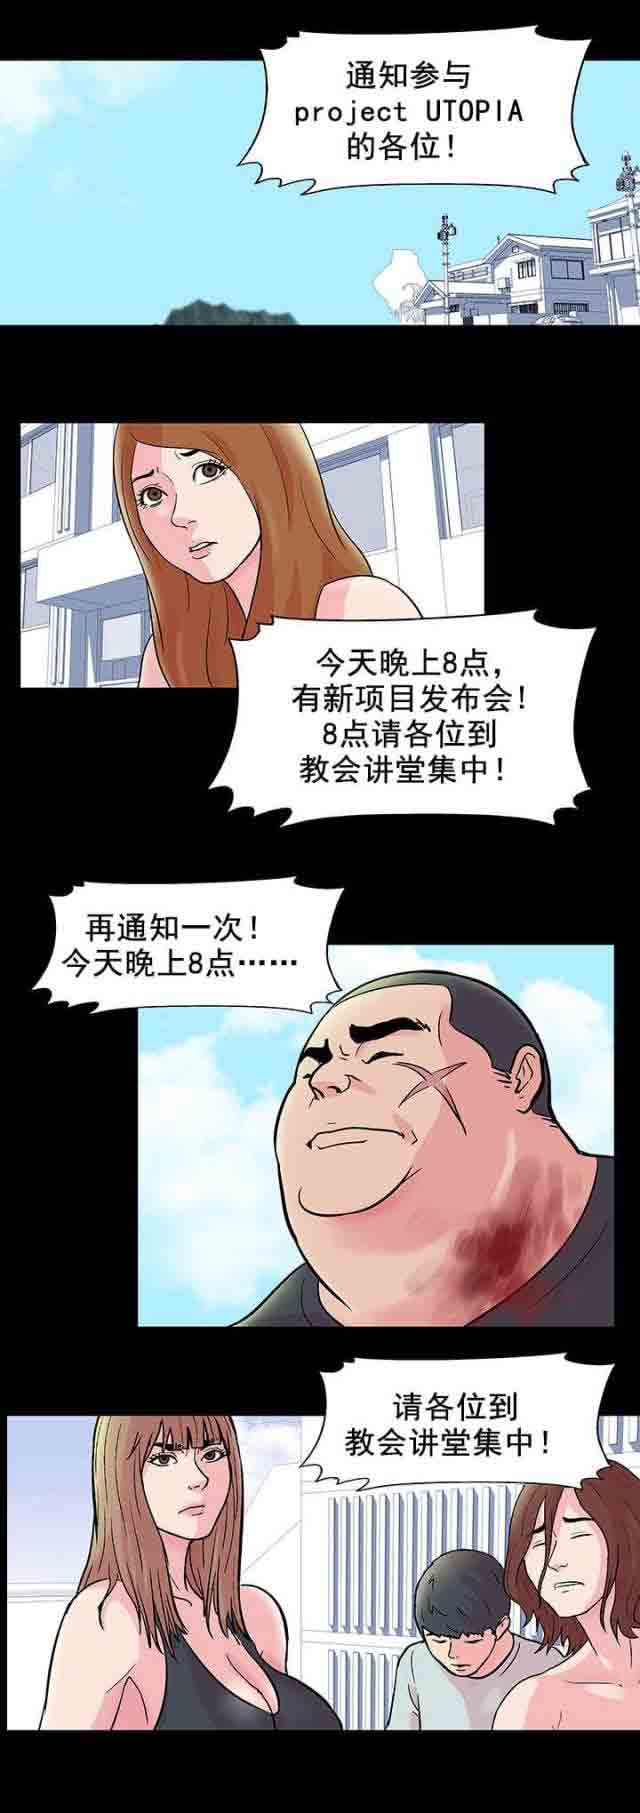 通知参与
project UTOPIA
的各位！
今天晚上8点，
有新项目发布会！
8点请各位到
教会讲堂集中！
再通知一次！
今天晚上8点……
请各位到
教会讲堂集中！